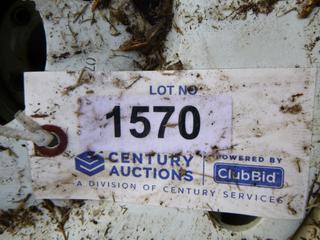 LOT NO
1570
CENTURY
AUCTIONS
POWERED BY
ClubBid
A DIVISION OF CENTURY SERVICES